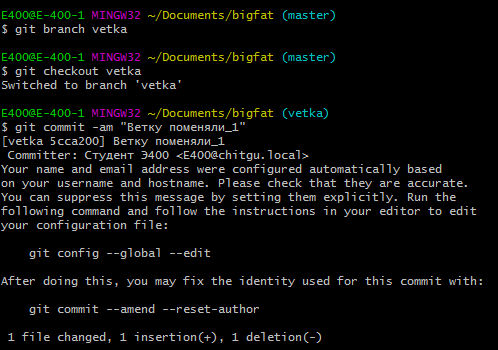 E400@E-400-1 MINGW32 ~/Documents/bigfat (master)
$ git branch vetka
E400@E-400-1 MINGW32 ~/Documents/bigfat (master)
$ git checkout vetka
Switched to branch 'vetka'
E400@E-400-1 MINGW32 ~/Documents/bigfat (vetka)
$ git commit -am "Ветку поменяли_1"
[vetka 5cca200] Ветку поменяли_1
 Committer: Студент Э400 <E400@chitgu.local>
Your name and email address were configured automatically based
on your username and hostname. Please check that they are accurate.
You can suppress this message by setting them explicitly. Run the
following command and follow the instructions in your editor to edit
your configuration file:
    git config --global --edit
After doing this, you may fix the identity used for this commit with:
    git commit --amend --reset-author
 1 file changed, 1 insertion(+), 1 deletion(-)